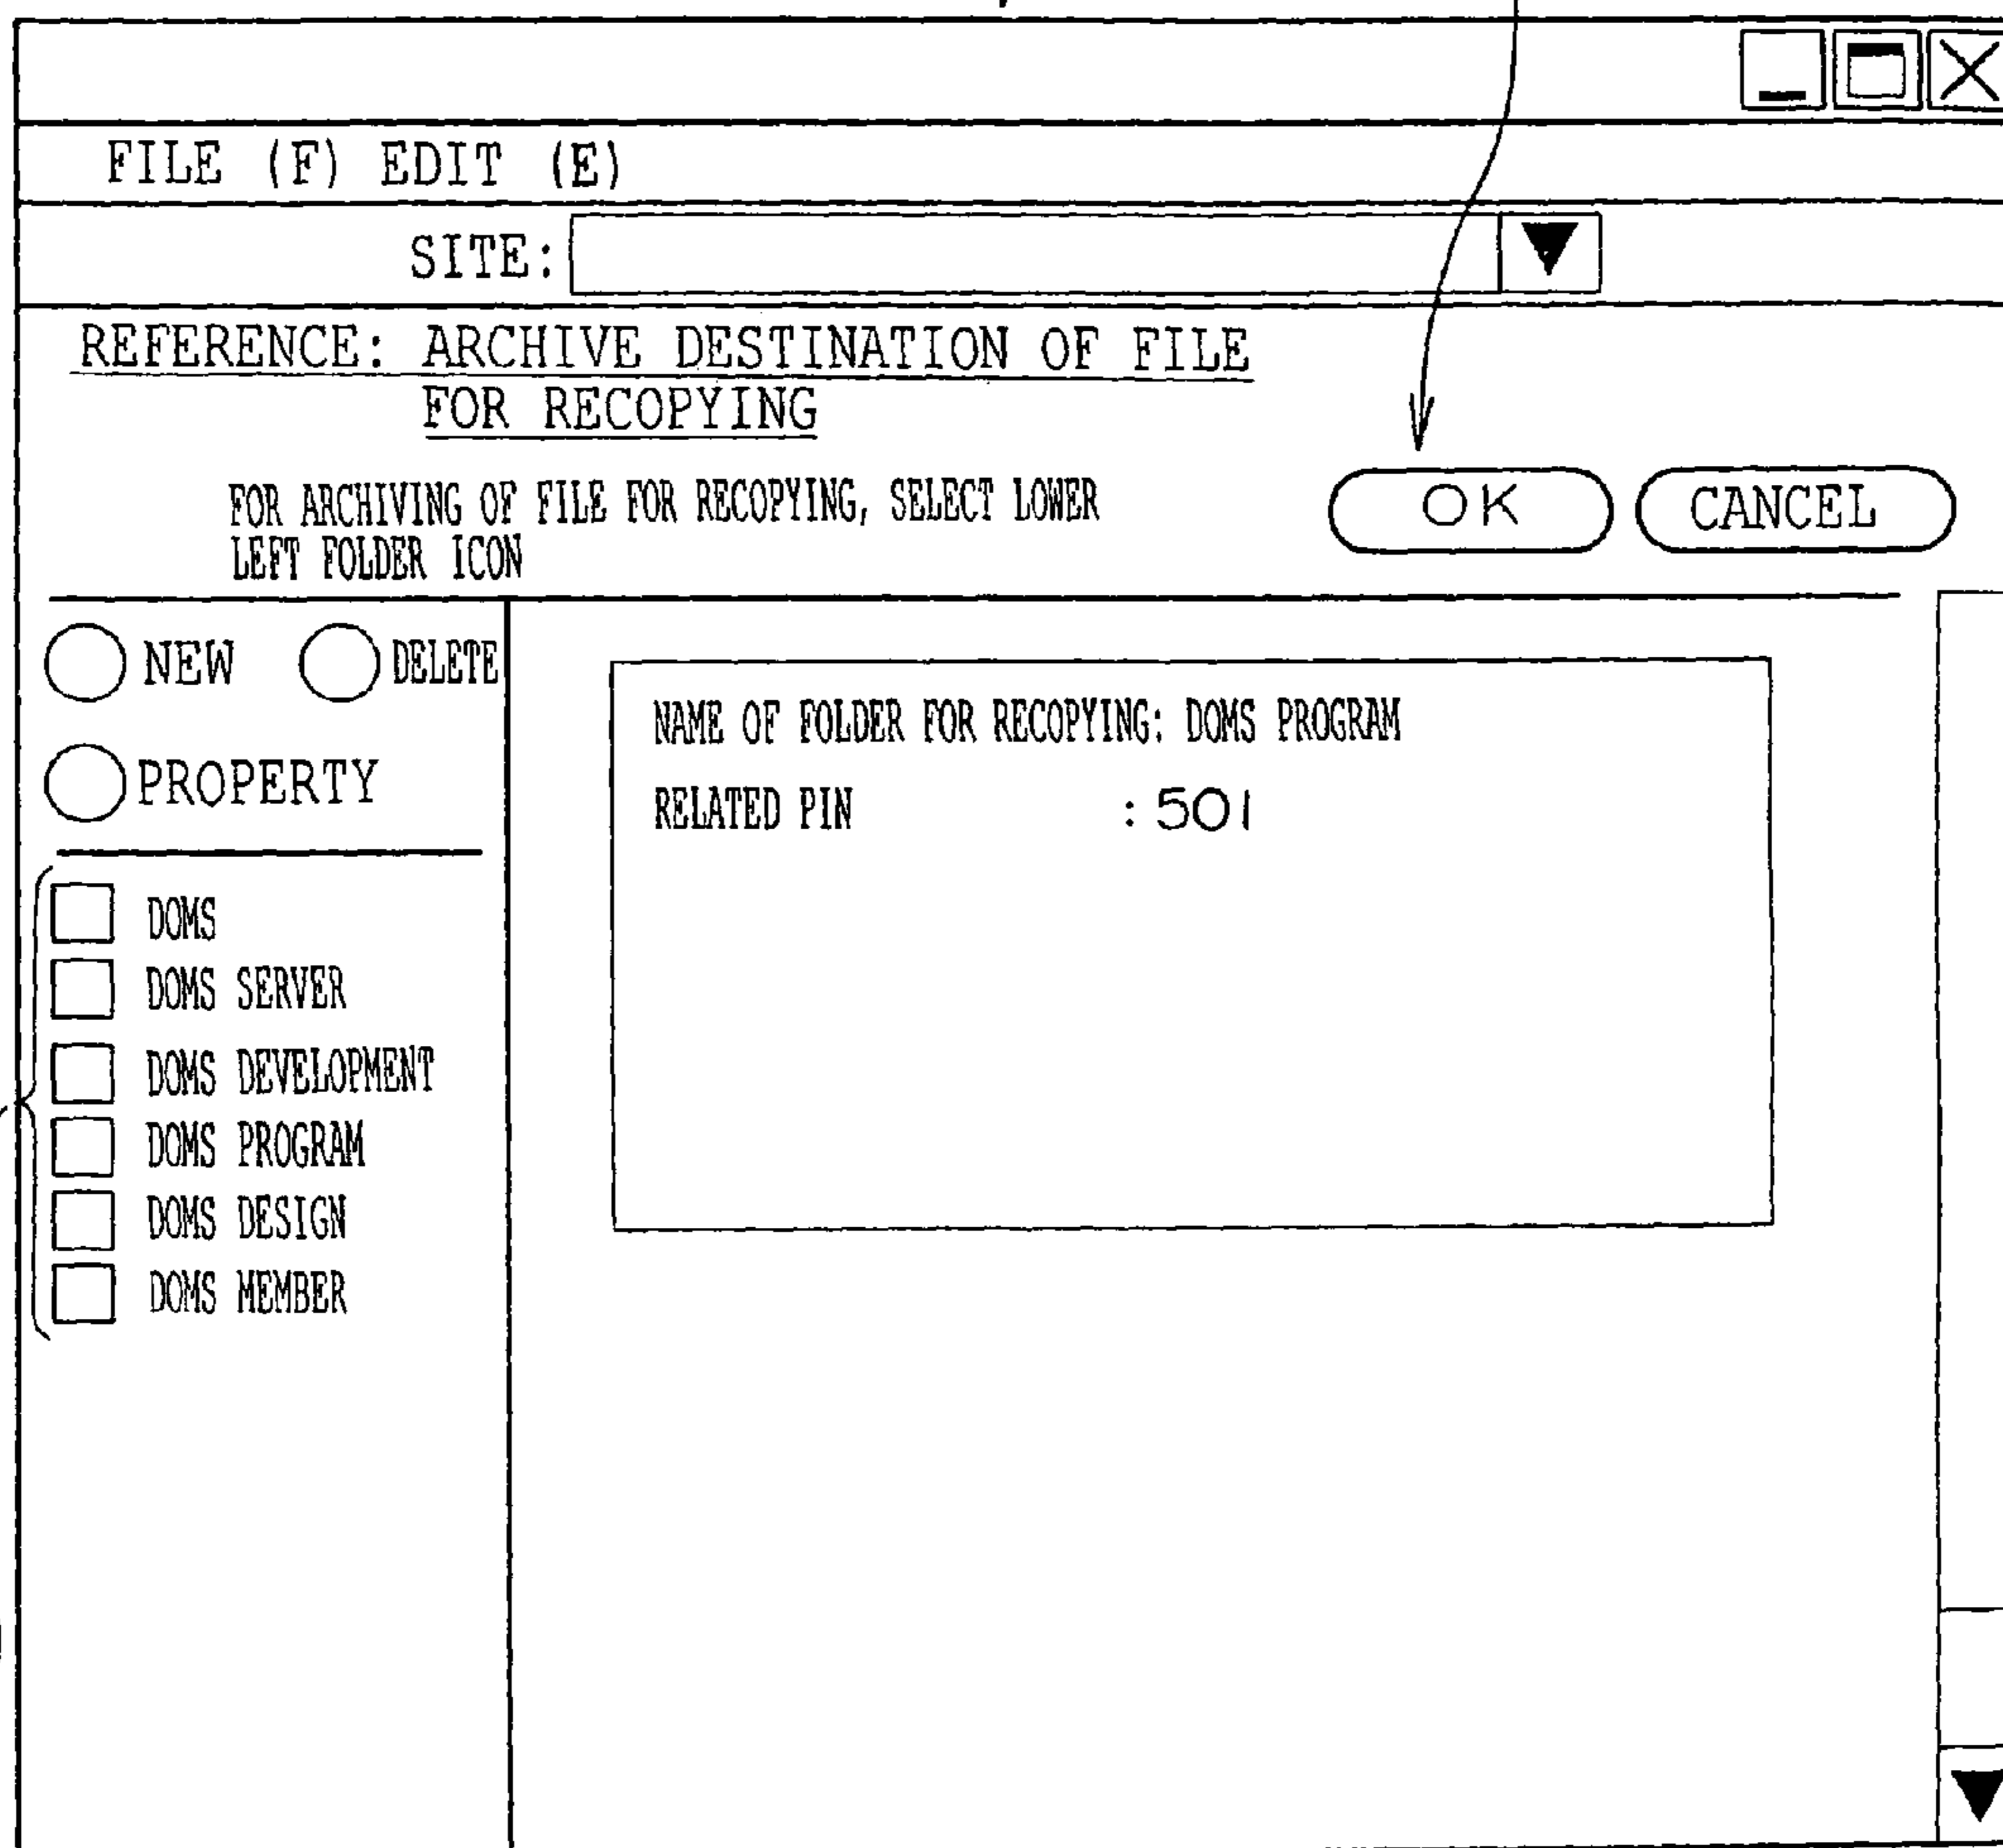 FILE (F) EDIT (E)
SITE:
REFERENCE: ARCHIVE DESTINATION OF FILE
FOR RECOPYING
FOR ARCHIVING OF FILE FOR RECOPYING, SELECT LOWER
LEFT FOLDER ICON
OK CANCEL
NEW DELETE
PROPERTY
DOMS
DOMS SERVER
DOMS DEVELOPMENT
DOMS PROGRAM
DOMS DESIGN
DOMS MEMBER
NAME OF FOLDER FOR RECOPYING: DOMS PROGRAM
RELATED PIN : 501